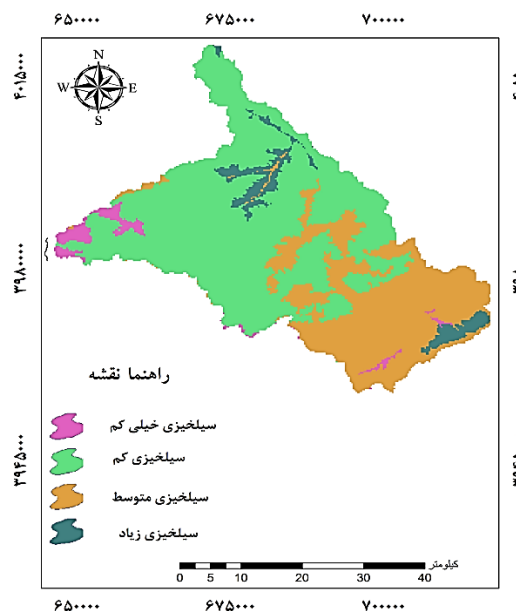 ۶۵۰۰۰۰ ۶۷۵۰۰۰ ۷۰۰۰۰۰
۴۰۱۵۰۰۰
N
W E
S
۳۹۸۰۰۰۰
راهنما نقشه
سیلخیزی خیلی کم
سیلخیزی کم
سیلخیزی متوسط
سیلخیزی زیاد
۳۹۴۵۰۰۰
کیلومتر
0 5 10 20 30 40
۶۵۰۰۰۰ ۶۷۵۰۰۰ ۷۰۰۰۰۰